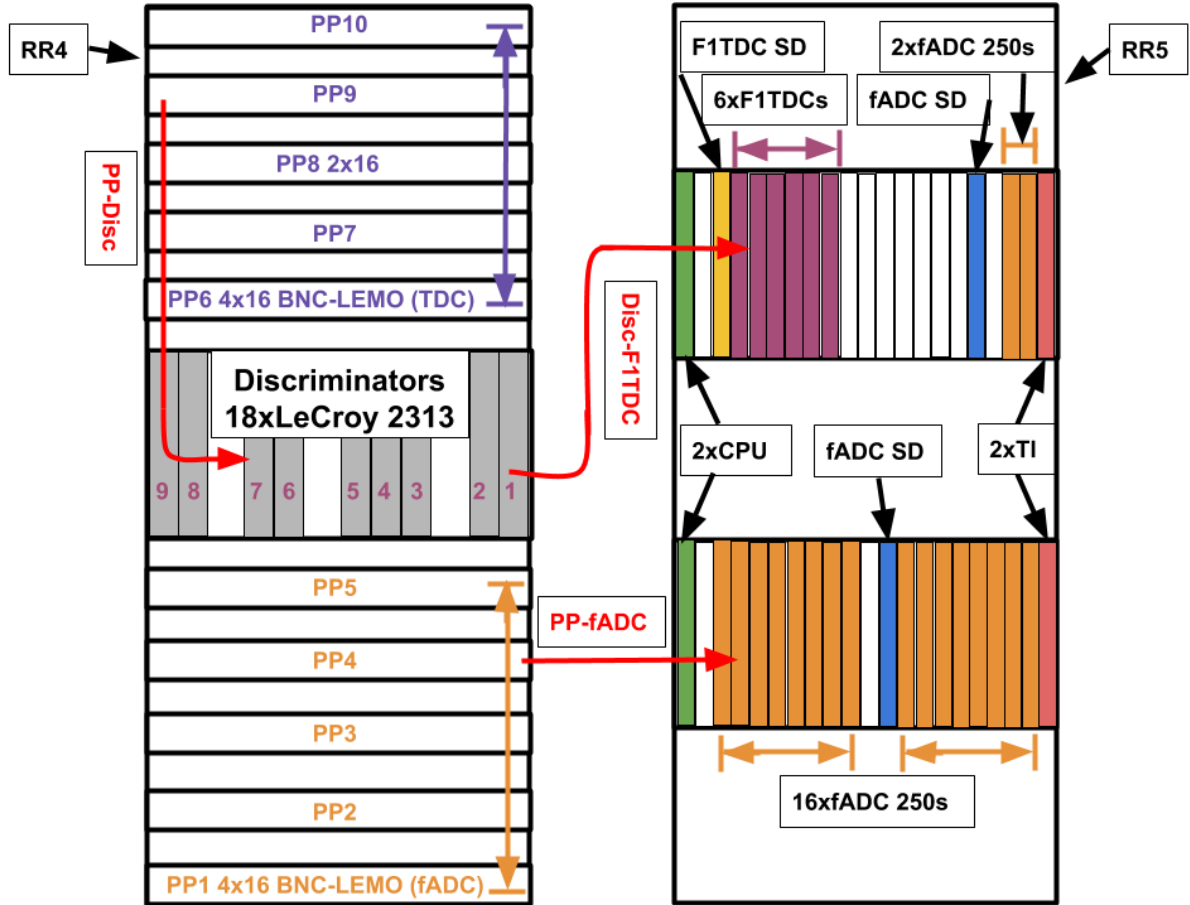 RR4
PP10
PP9
PP-Disc
PP8 2x16
PP7
PP6 4x16 BNC-LEMO (TDC)
Discriminators
18xLeCroy 2313
9 8 7 6 5 4 3 2 1
PP5
PP4
PP3
PP2
PP1 4x16 BNC-LEMO (fADC)
Disc-F1TDC
PP-fADC
F1TDC SD
2xfADC 250s
RR5
6xF1TDCs
fADC SD
2xCPU
fADC SD
2xTI
16xfADC 250s